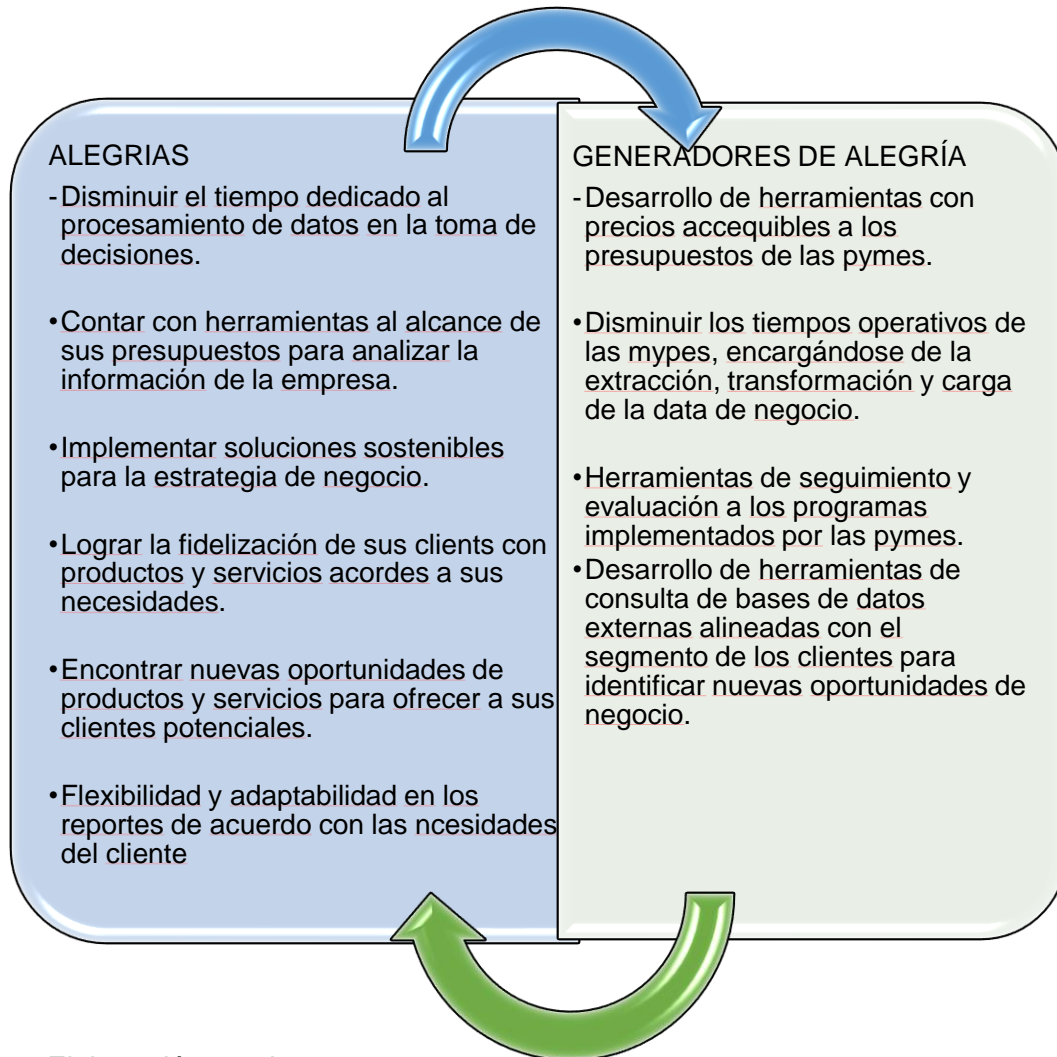 ALEGRIAS
-Disminuir el tiempo dedicado al
procesamiento de datos en la toma de
decisiones.
•Contar con herramientas al alcance de
sus presupuestos para analizar la
información de la empresa.
•Implementar soluciones sostenibles
para la estrategia de negocio.
•Lograr la fidelización de sus clients con
productos y servicios acordes a sus
necesidades.
•Encontrar nuevas oportunidades de
productos y servicios para ofrecer a sus
clientes potenciales.
•Flexibilidad y adaptabilidad en los
reportes de acuerdo con las ncesidades
del cliente
GENERADORES DE ALEGRÍA
-Desarrollo de herramientas con
precios accequibles a los
presupuestos de las pymes.
•Disminuir los tiempos operativos de
las mypes, encargándose de la
extracción, transformación y carga
de la data de negocio.
•Herramientas de seguimiento y
evaluación a los programas
implementados por las pymes.
•Desarrollo de herramientas de
consulta de bases de datos
externas alineadas con el
segmento de los clientes para
identificar nuevas oportunidades de
negocio.